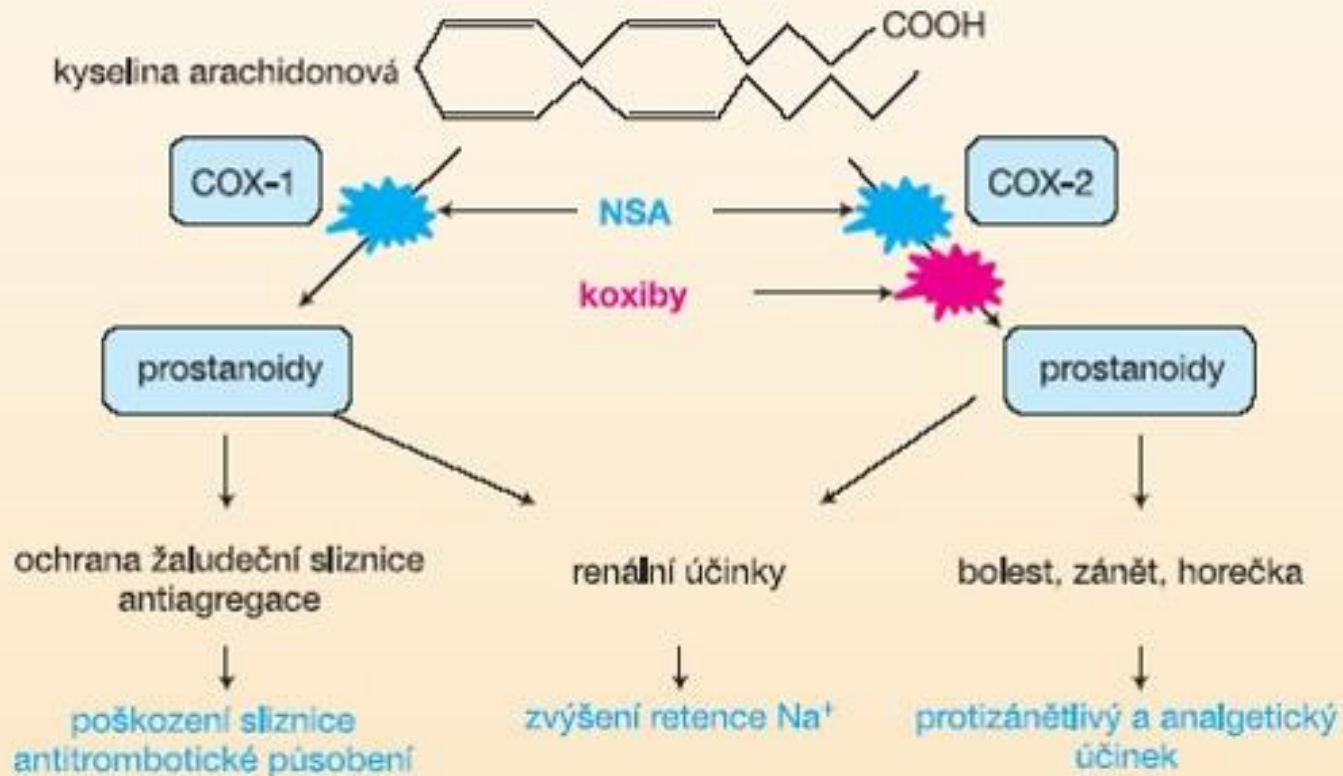 COOH
kyselina arachidonová
COX-1
COX-2
NSA
koxiby
prostanoidy
prostanoidy
ochrana žaludeční sliznice
antiagregace
renální účinky
bolest, zánět, horečka
poškození sliznice
antitrombotické působení
zvýšení retence Na⁺
protizánětlivý a analgetický
účinek